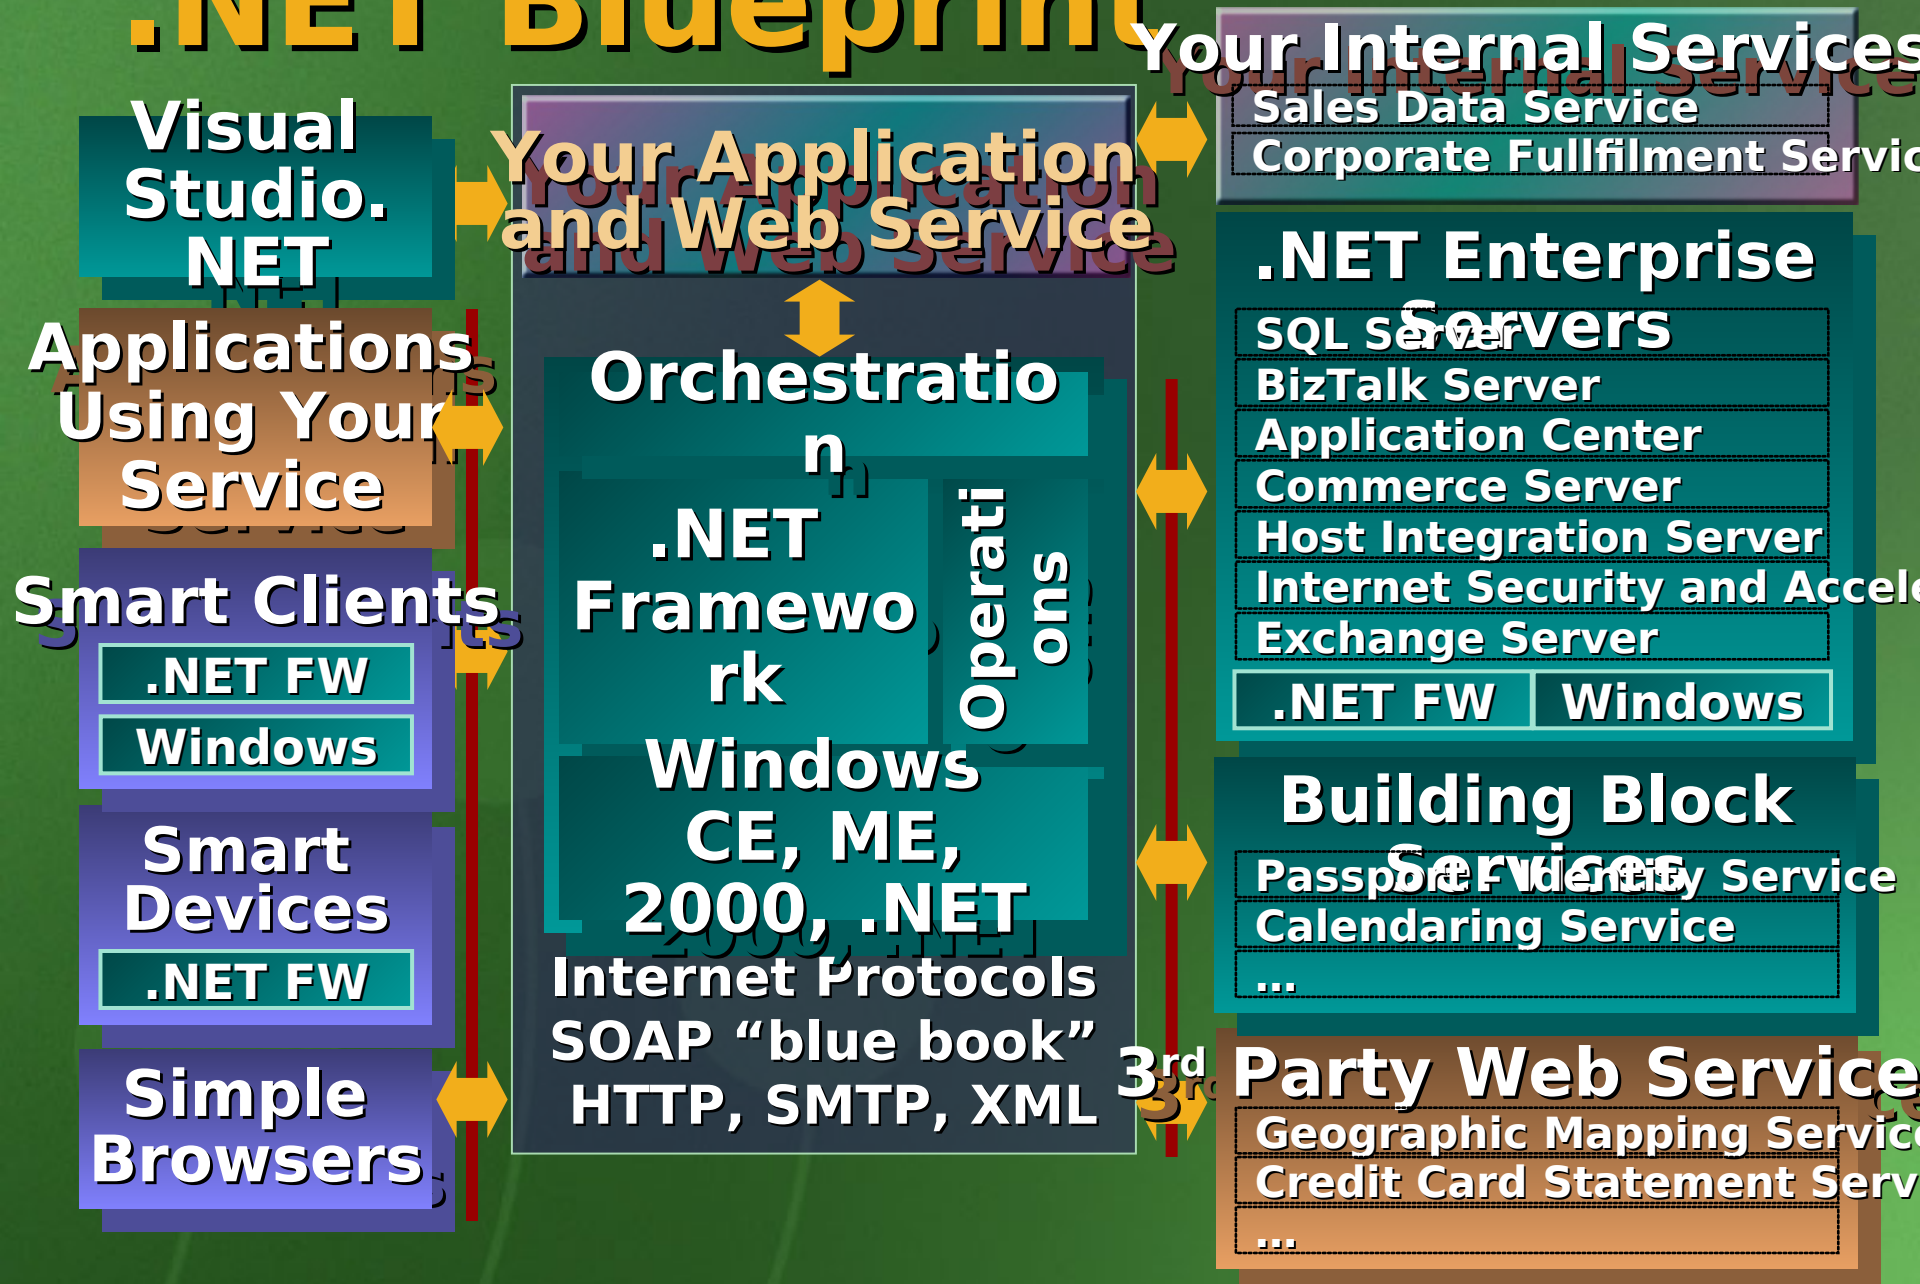 .NET Blueprint
Visual
Studio.
NET
Applications
Using Your
Service
Smart Clients
.NET FW
Windows
Smart
Devices
.NET FW
Simple
Browsers
Your Application
and Web Service
Orchestratio
n
.NET
Framewo
rk
Operati
ons
Windows
CE, ME,
2000, .NET
Internet Protocols
SOAP “blue book”
HTTP, SMTP, XML
Your Internal Services
Sales Data Service
Corporate Fullfilment Servic
.NET Enterprise
Servers
SQL Server
BizTalk Server
Application Center
Commerce Server
Host Integration Server
Internet Security and Accele
Exchange Server
.NET FW
Windows
Building Block
Services
Passport - Identity Service
Calendaring Service
...
3rd Party Web Service
Geographic Mapping Service
Credit Card Statement Serv
...